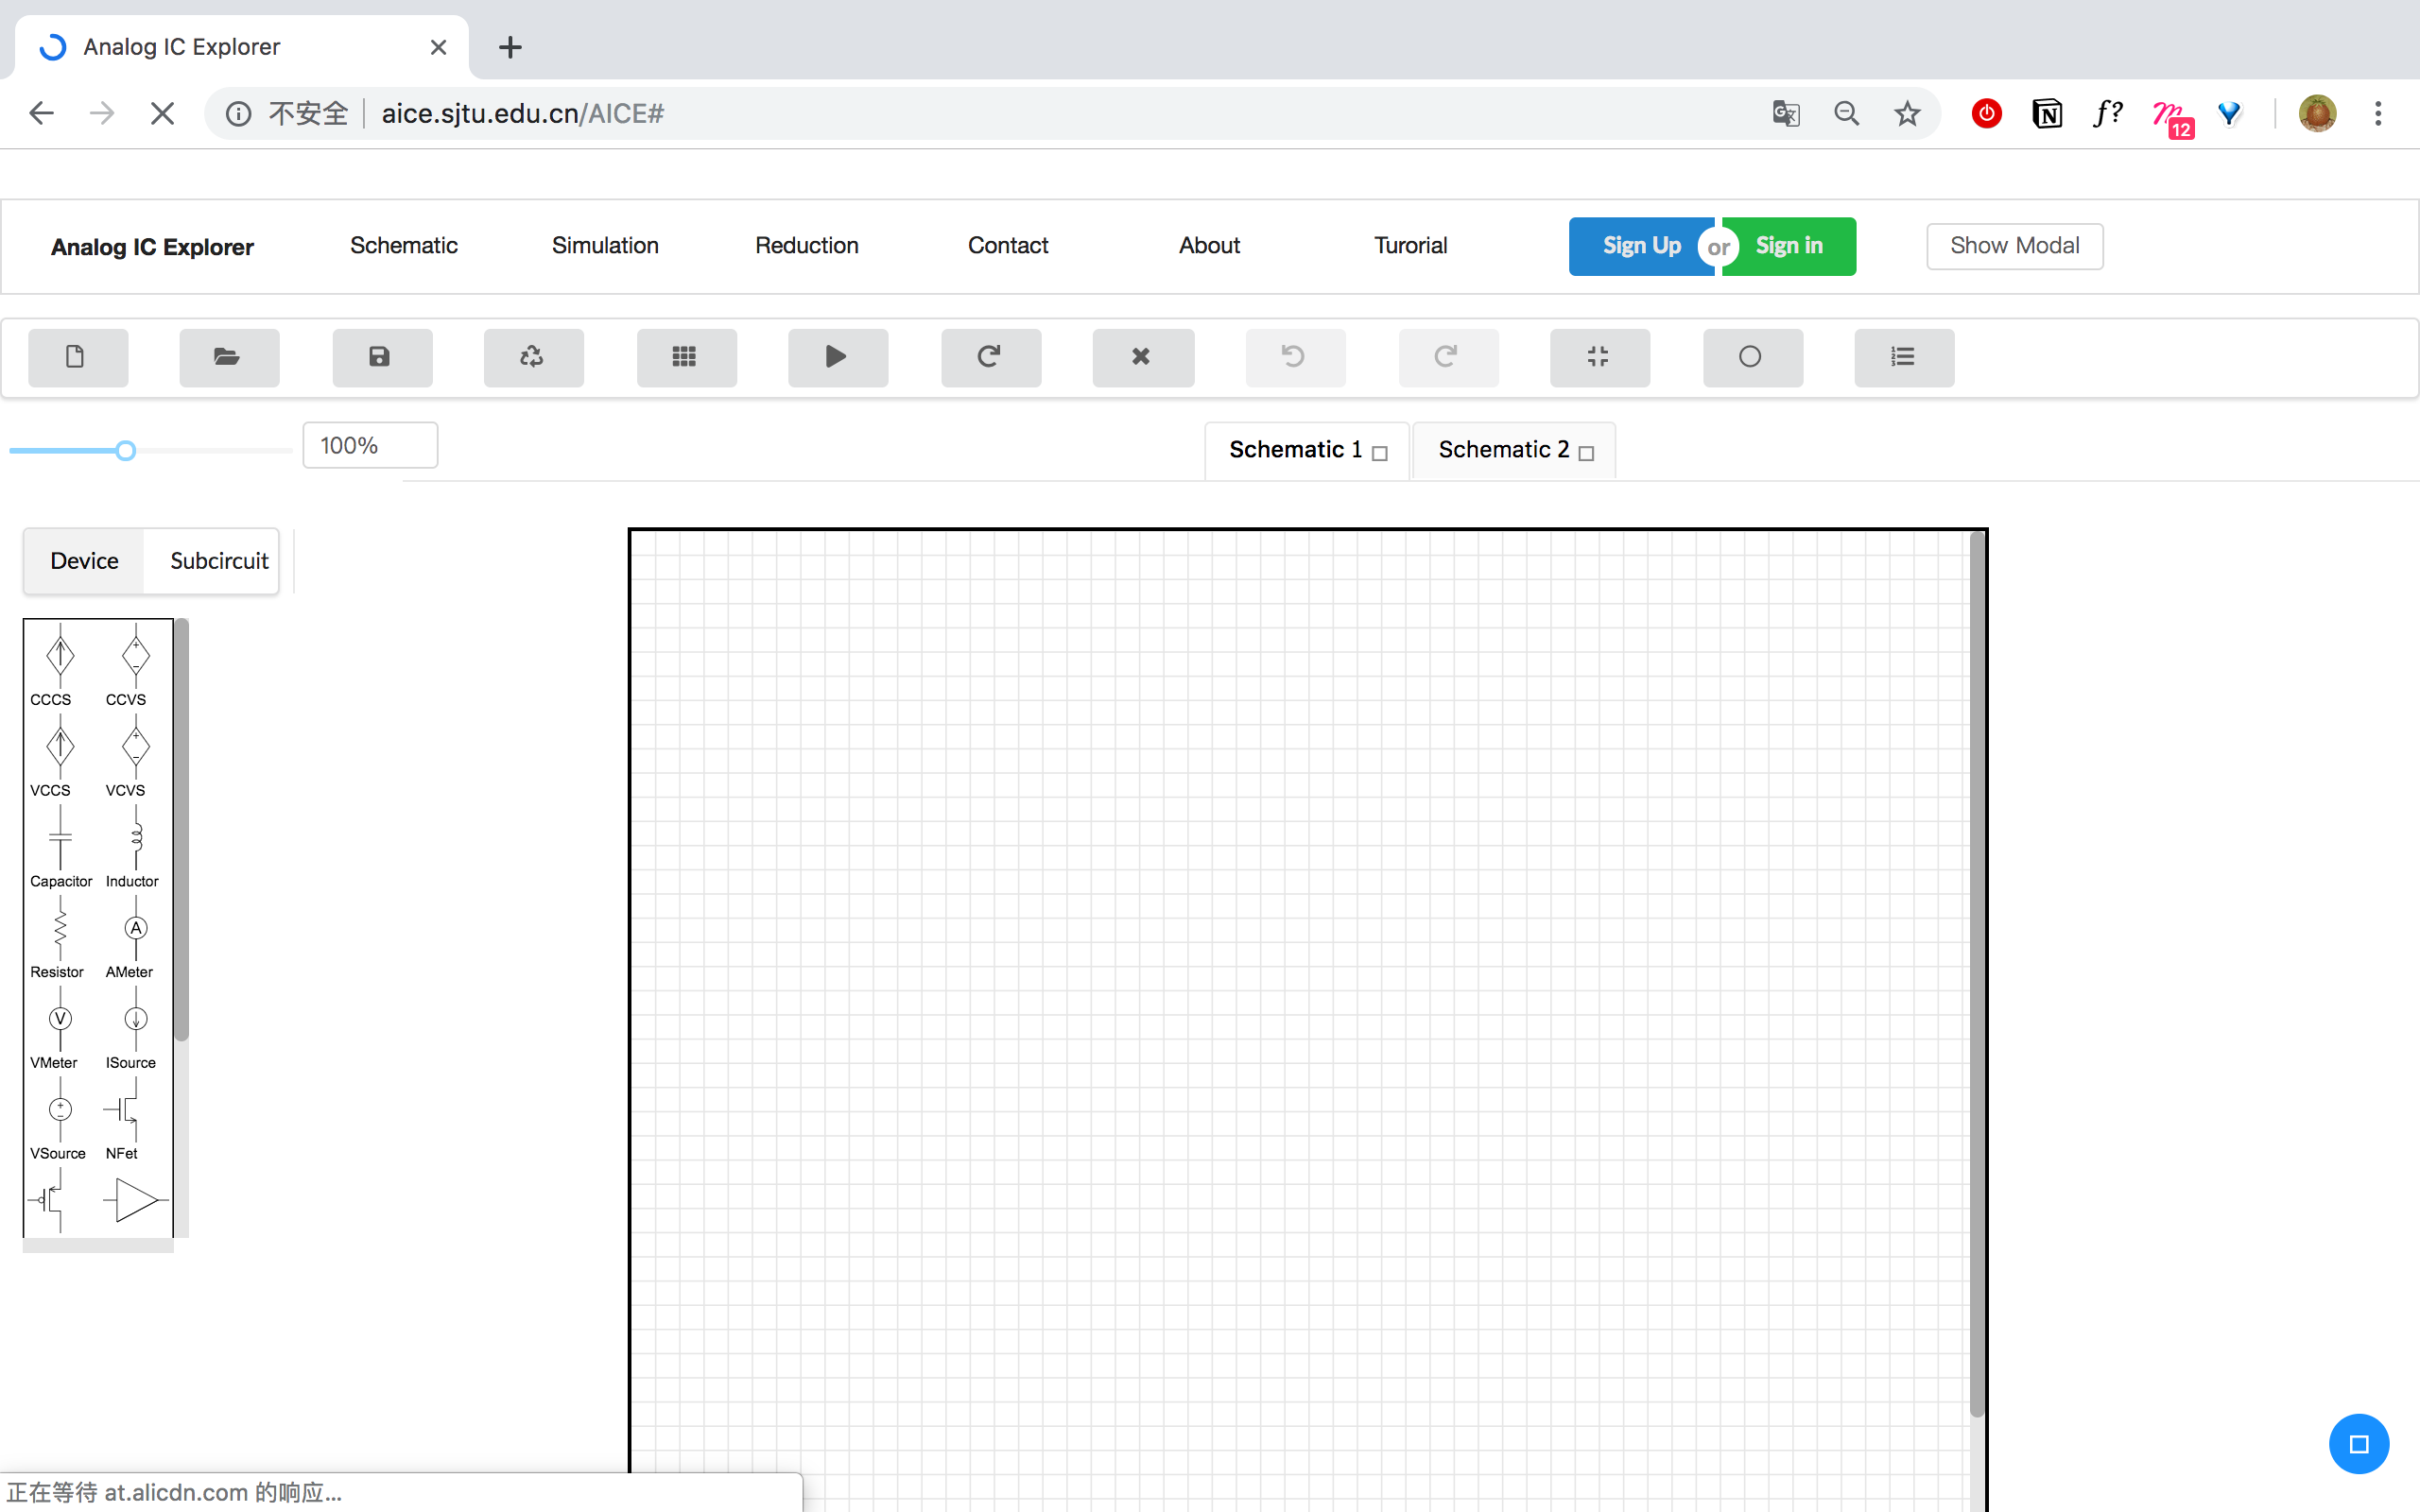 Analog IC Explorer
不安全 aice.sjtu.edu.cn/AICE#
N f? m 12
Analog IC Explorer Schematic Simulation Reduction Contact About Turorial Sign Up or Sign in Show Modal
100% Schematic 1 Schematic 2
Device Subcircuit
CCCS CCVS
VCCS VCVS
Capacitor Inductor
A
Resistor AMeter
V
VMeter ISource
VSource NFet
正在等待 at.alicdn.com 的响应...